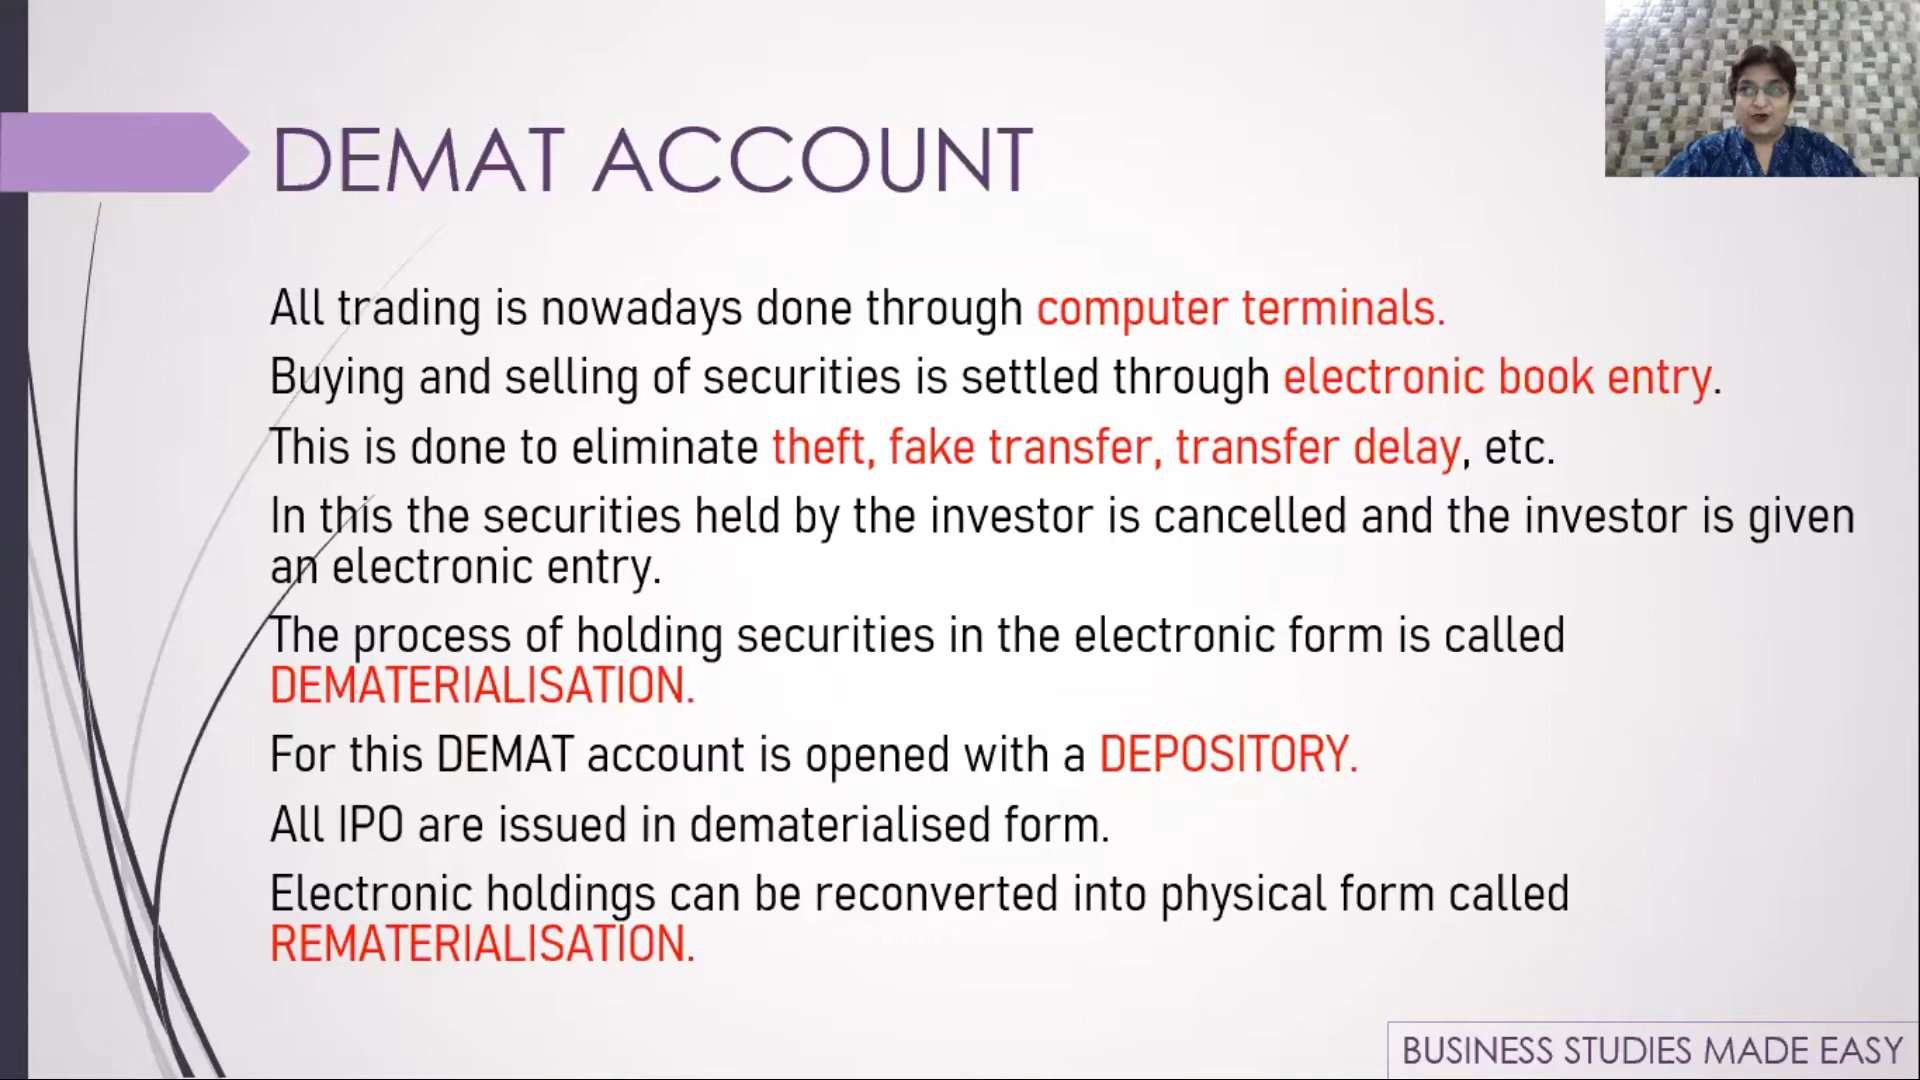 DEMAT ACCOUNT
All trading is nowadays done through computer terminals.
Buying and selling of securities is settled through electronic book entry.
This is done to eliminate theft, fake transfer, transfer delay, etc.
In this the securities held by the investor is cancelled and the investor is given
an electronic entry.
The process of holding securities in the electronic form is called
DEMATERIALISATION.
For this DEMAT account is opened with a DEPOSITORY.
All IPO are issued in dematerialised form.
Electronic holdings can be reconverted into physical form called
REMATERIALISATION.
BUSINESS STUDIES MADE EASY